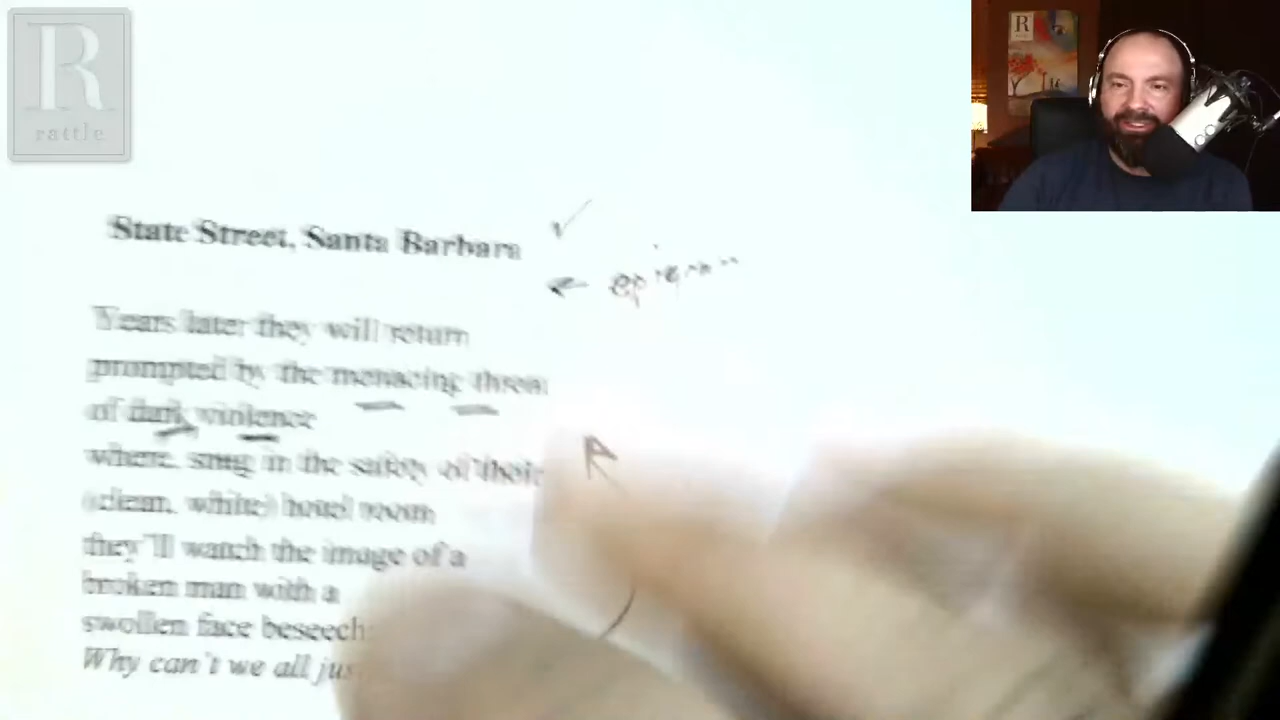 R
rattle
R
State Street, Santa Barbara
Years later they will return
prompted by the menacing
of dark violence
where, snug in the safety of their
(clean, white) hotel room
they'll watch the image of a
broken man with a
swollen face beseech
Why can't we all